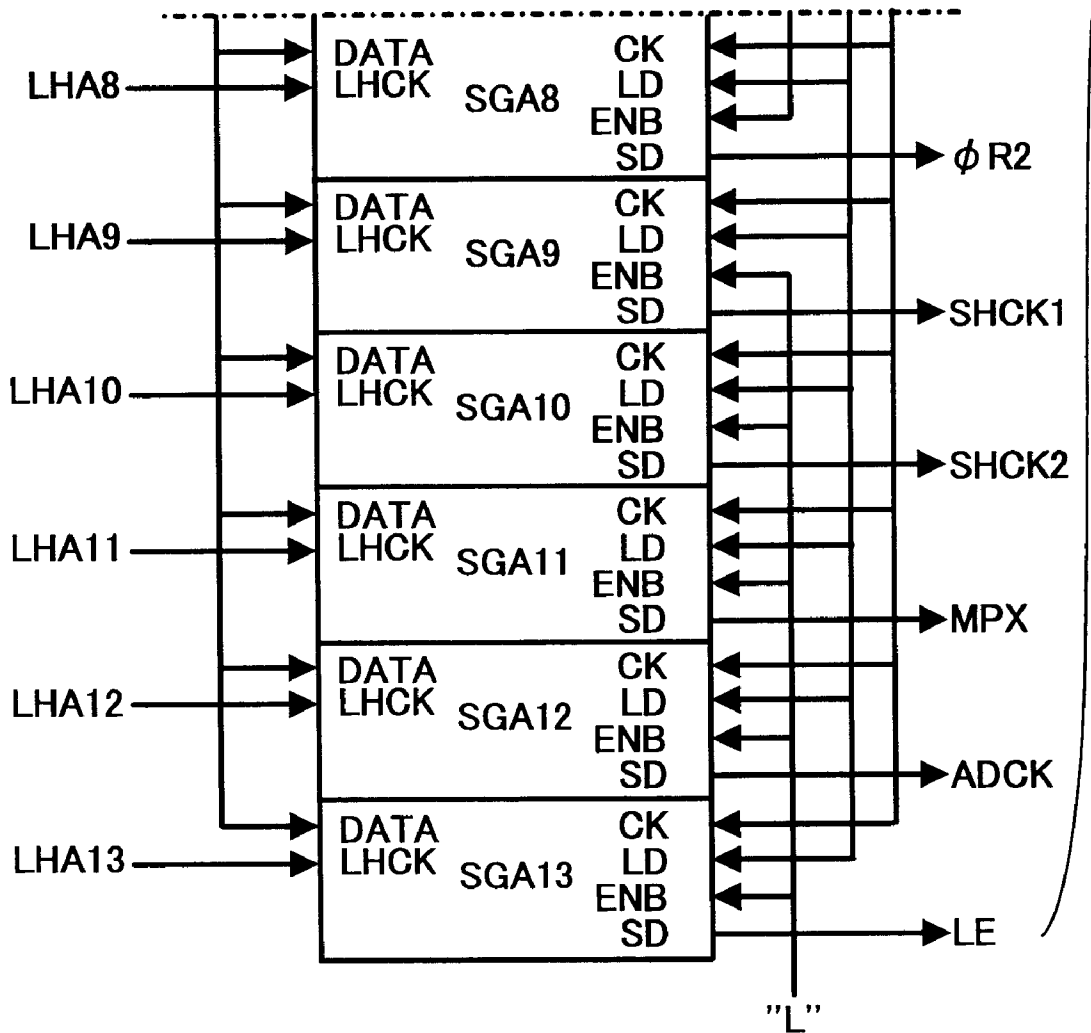 DATA CK
LHA8 LHCK SGA8 LD
ENB
SD φR2
DATA CK
LHA9 LHCK SGA9 LD
ENB
SD SHCK1
DATA CK
LHA10 LHCK SGA10 LD
ENB
SD SHCK2
DATA CK
LHA11 LHCK SGA11 LD
ENB
SD MPX
DATA CK
LHA12 LHCK SGA12 LD
ENB
SD ADCK
DATA CK
LHA13 LHCK SGA13 LD
ENB
SD LE
"L"